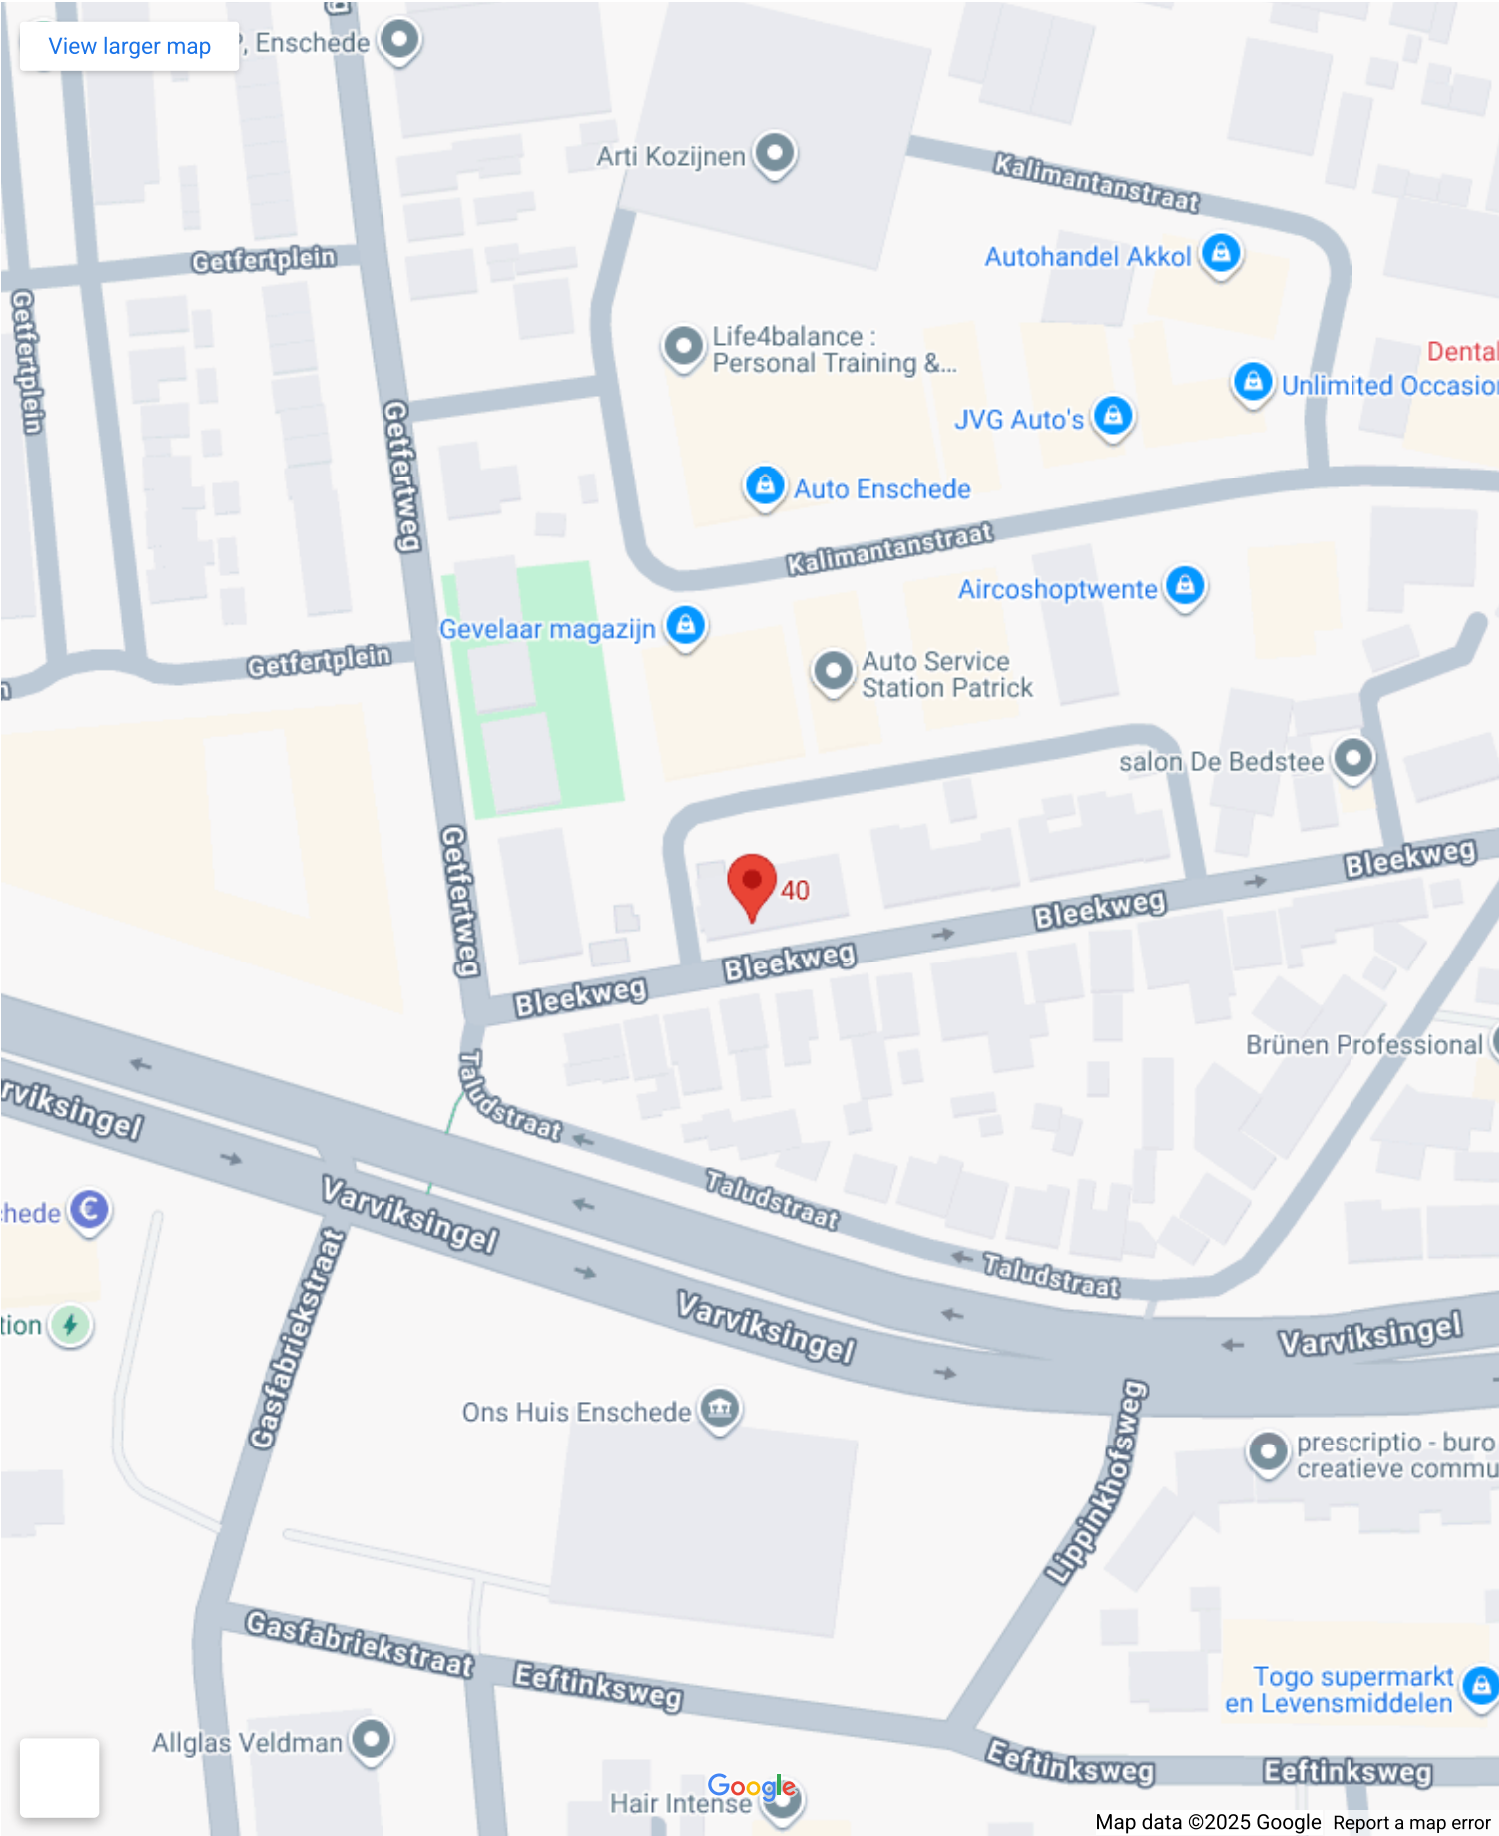 View larger map
, Enschede
Arti Kozijnen
Kalimantanstraat
Autohandel Akkol
Getfertplein
Getfertplein
Life4balance :
Personal Training &...
Dental
Unlimited Occasion
JVG Auto's
Getfertweg
Auto Enschede
Kalimantanstraat
Aircoshoptwente
Gevelaar magazijn
Getfertplein
Auto Service
Station Patrick
salon De Bedstee
Getfertweg
40
Bleekweg
Bleekweg
Bleekweg
Bleekweg
Brünen Professional
Taludstraat
rviksingel
Taludstraat
Varviksingel
chede
€
Taludstraat
Gasfabriekstraat
Varviksingel
Varviksingel
tion
Ons Huis Enschede
Lippinkhofsweg
prescriptio - buro
creatieve commu
Gasfabriekstraat
Eeftinksweg
Togo supermarkt
en Levensmiddelen
Allglas Veldman
Eeftinksweg
Eeftinksweg
Google
Hair Intense
Map data ©2025 Google
Report a map error